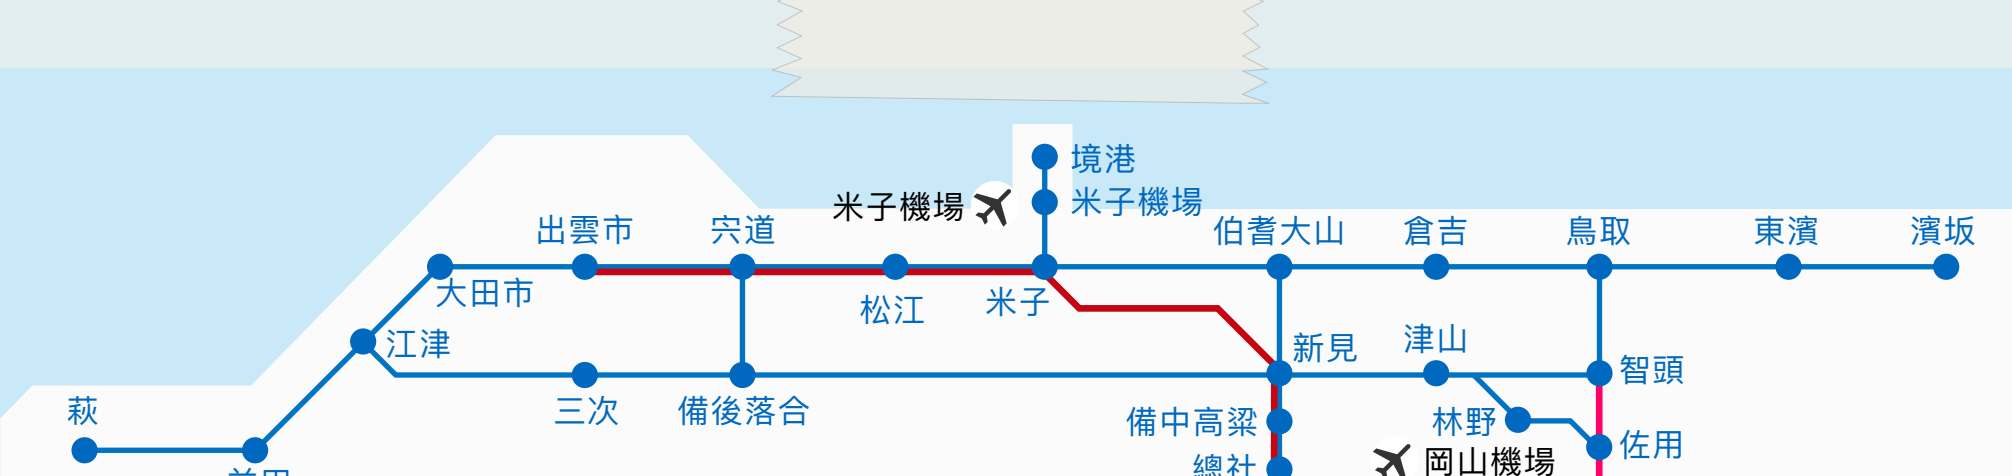 境港
米子機場
米子機場
出雲市
宍道
伯耆大山
倉吉
鳥取
東濱
濱坂
大田市
松江
米子
江津
新見
津山
智頭
萩
三次
備後落合
備中高粱
林野
佐用
總社
岡山機場